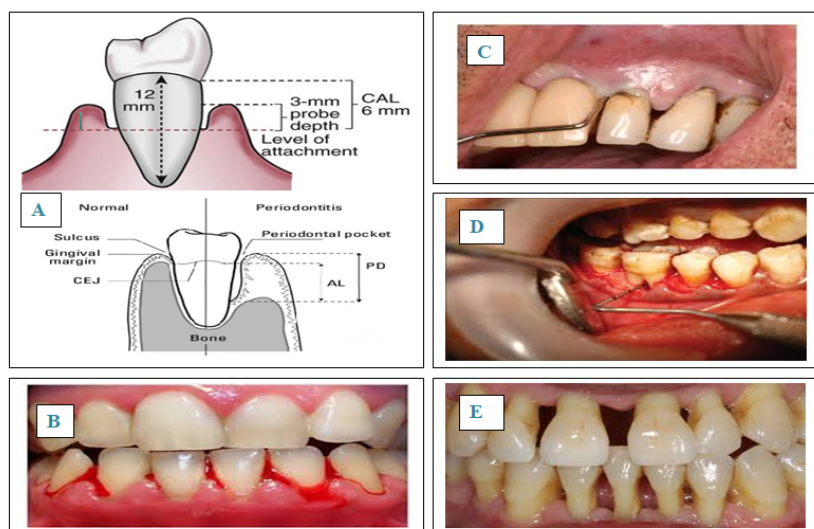 12
mm
3-mm
probe
depth
CAL
6 mm
Level of
attachment
A
Normal
Periodontitis
Sulcus
Gingival
margin
CEJ
Periodontal pocket
PD
AL
Bone
B
C
D
E